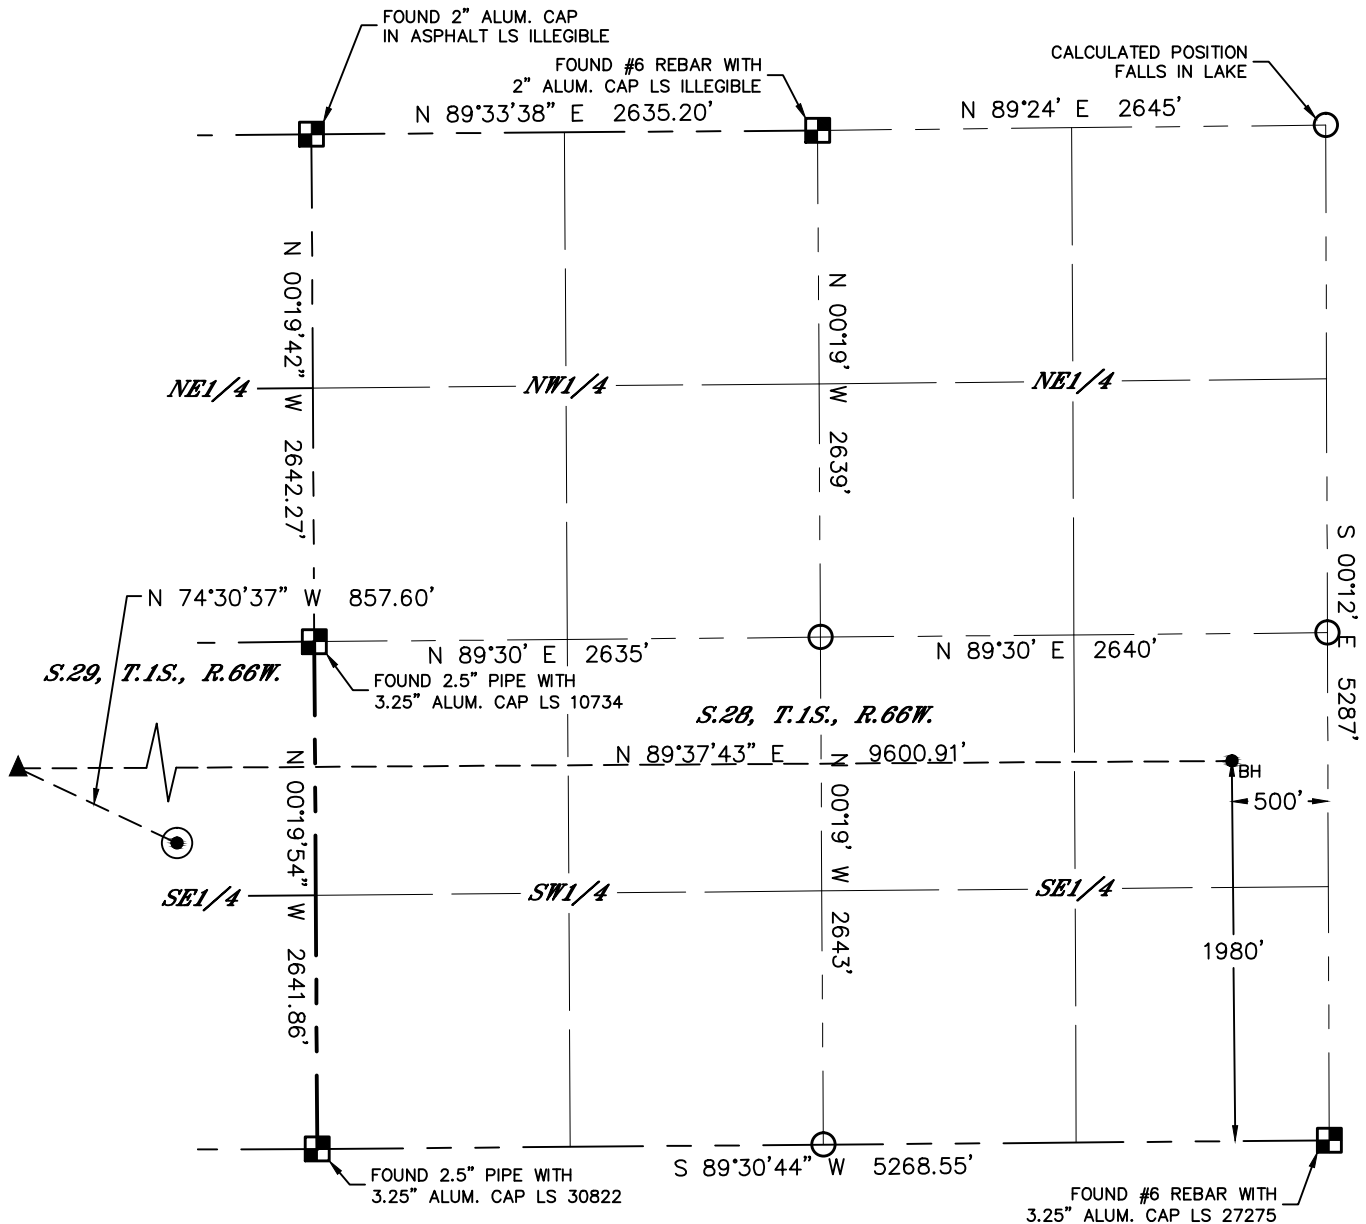 FOUND 2” ALUM. CAP
IN ASPHALT LS ILLEGIBLE
FOUND #6 REBAR WITH
2” ALUM. CAP LS ILLEGIBLE
CALCULATED POSITION
FALLS IN LAKE
N 89°33'38” E 2635.20'
N 89°24' E 2645'
N 00°19'42” W 2642.27'
N 00°19' W 2639'
NE1/4
NW1/4
NE1/4
S 00°12' E 5287'
N 74°30'37” W 857.60'
N 89°30' E 2635'
N 89°30' E 2640'
S.29, T.1S., R.66W.
FOUND 2.5” PIPE WITH
3.25” ALUM. CAP LS 10734
S.28, T.1S., R.66W.
N 89°37'43” E 9600.91'
BH
500'
N 00°19'54” W 2641.86'
N 00°19' W 2643'
SE1/4
SW1/4
SE1/4
1980'
S 89°30'44” W 5268.55'
FOUND 2.5” PIPE WITH
3.25” ALUM. CAP LS 30822
FOUND #6 REBAR WITH
3.25” ALUM. CAP LS 27275